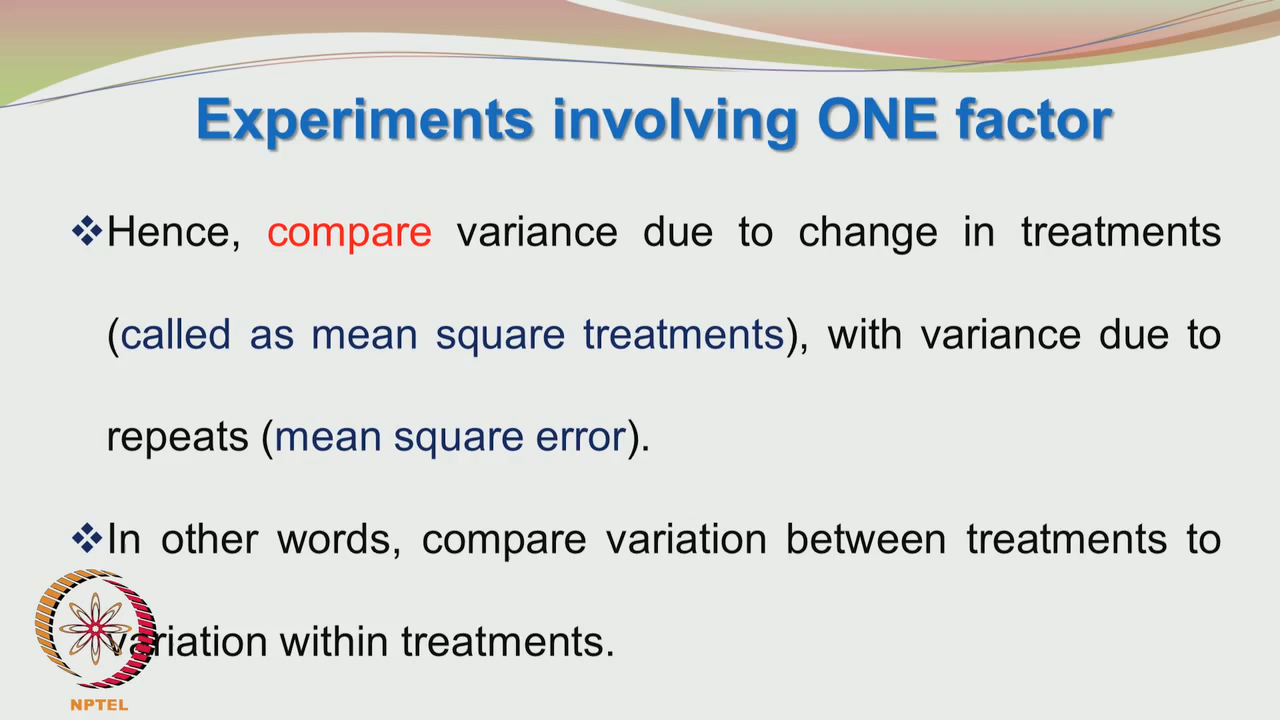 Experiments involving ONE factor
❖Hence, compare variance due to change in treatments
(called as mean square treatments), with variance due to
repeats (mean square error).
❖In other words, compare variation between treatments to
variation within treatments.
NPTEL